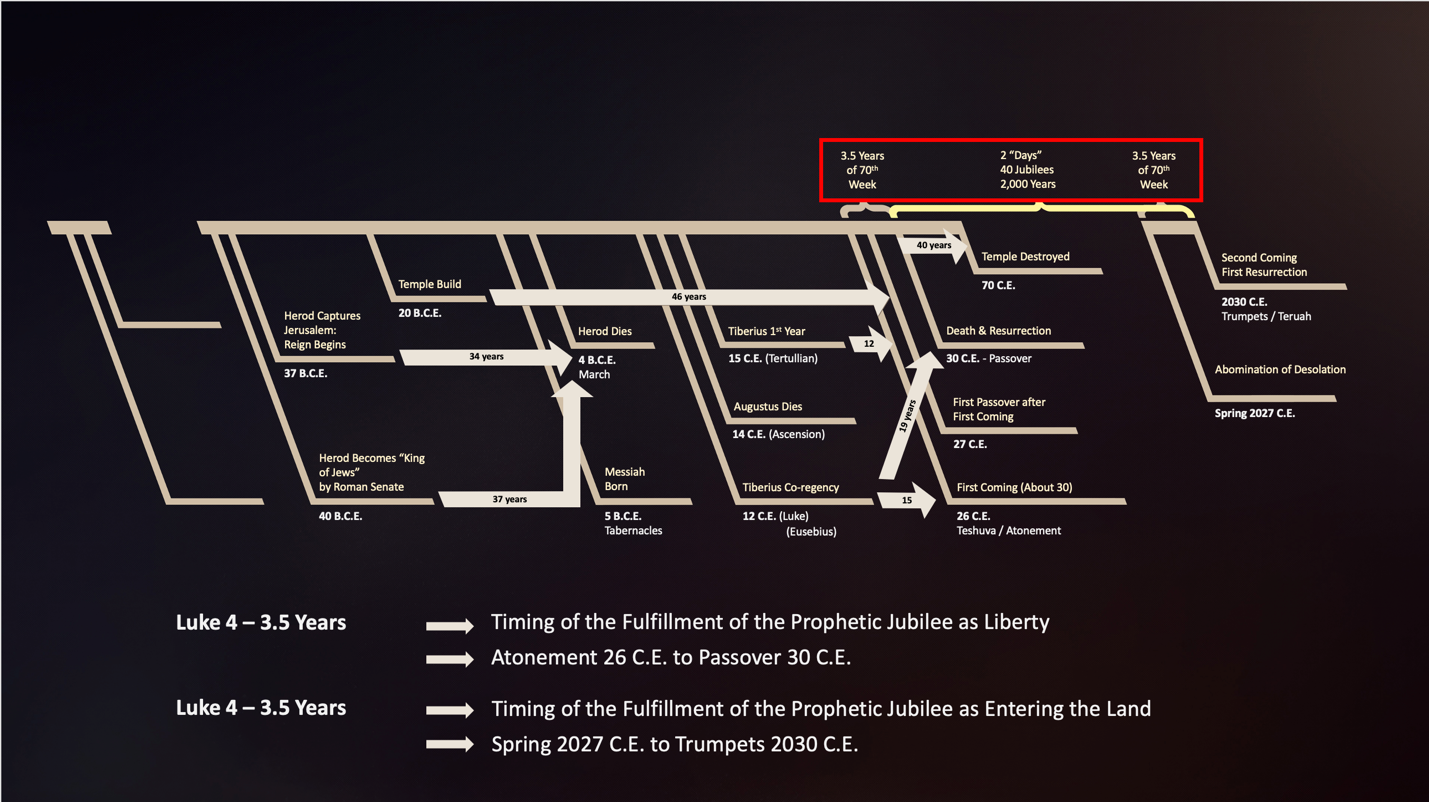 3.5 Years
of 70th
Week
2 “Days”
40 Jubilees
2,000 Years
3.5 Years
of 70th
Week
40 years
Temple Destroyed
70 C.E.
Second Coming
First Resurrection
2030 C.E.
Trumpets / Teruah
Temple Build
20 B.C.E.
46 years
Herod Captures
Jerusalem:
Reign Begins
37 B.C.E.
34 years
Herod Dies
4 B.C.E.
March
Tiberius 1st Year
15 C.E. (Tertullian)
12
Death & Resurrection
30 C.E. - Passover
Abomination of Desolation
Spring 2027 C.E.
Augustus Dies
14 C.E. (Ascension)
19 years
First Passover after
First Coming
27 C.E.
Herod Becomes “King
of Jews”
by Roman Senate
40 B.C.E.
37 years
Messiah
Born
5 B.C.E.
Tabernacles
Tiberius Co-regency
12 C.E. (Luke)
(Eusebius)
15
First Coming (About 30)
26 C.E.
Teshuva / Atonement
Luke 4 – 3.5 Years
Timing of the Fulfillment of the Prophetic Jubilee as Liberty
Atonement 26 C.E. to Passover 30 C.E.
Luke 4 – 3.5 Years
Timing of the Fulfillment of the Prophetic Jubilee as Entering the Land
Spring 2027 C.E. to Trumpets 2030 C.E.